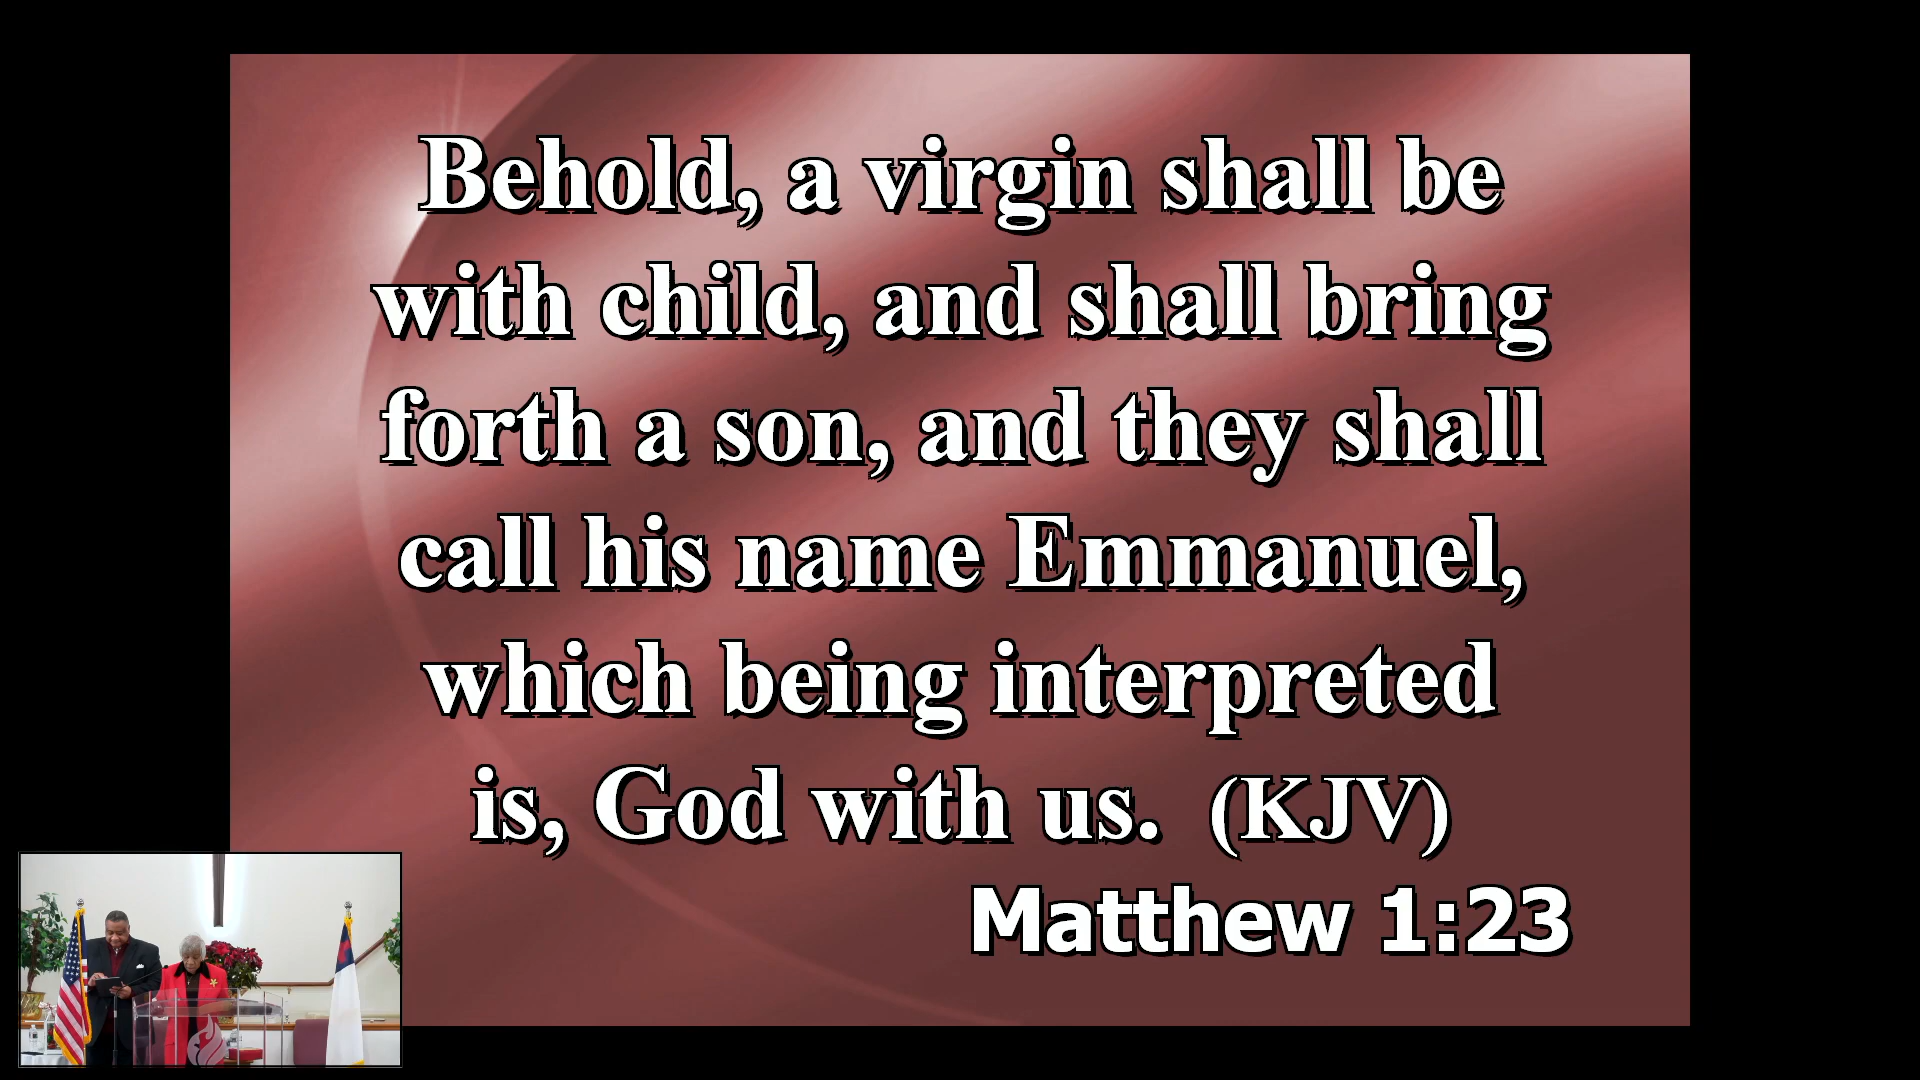 Behold, a virgin shall be
with child, and shall bring
forth a son, and they shall
call his name Emmanuel,
which being interpreted
is, God with us. (KJV)
Matthew 1:23